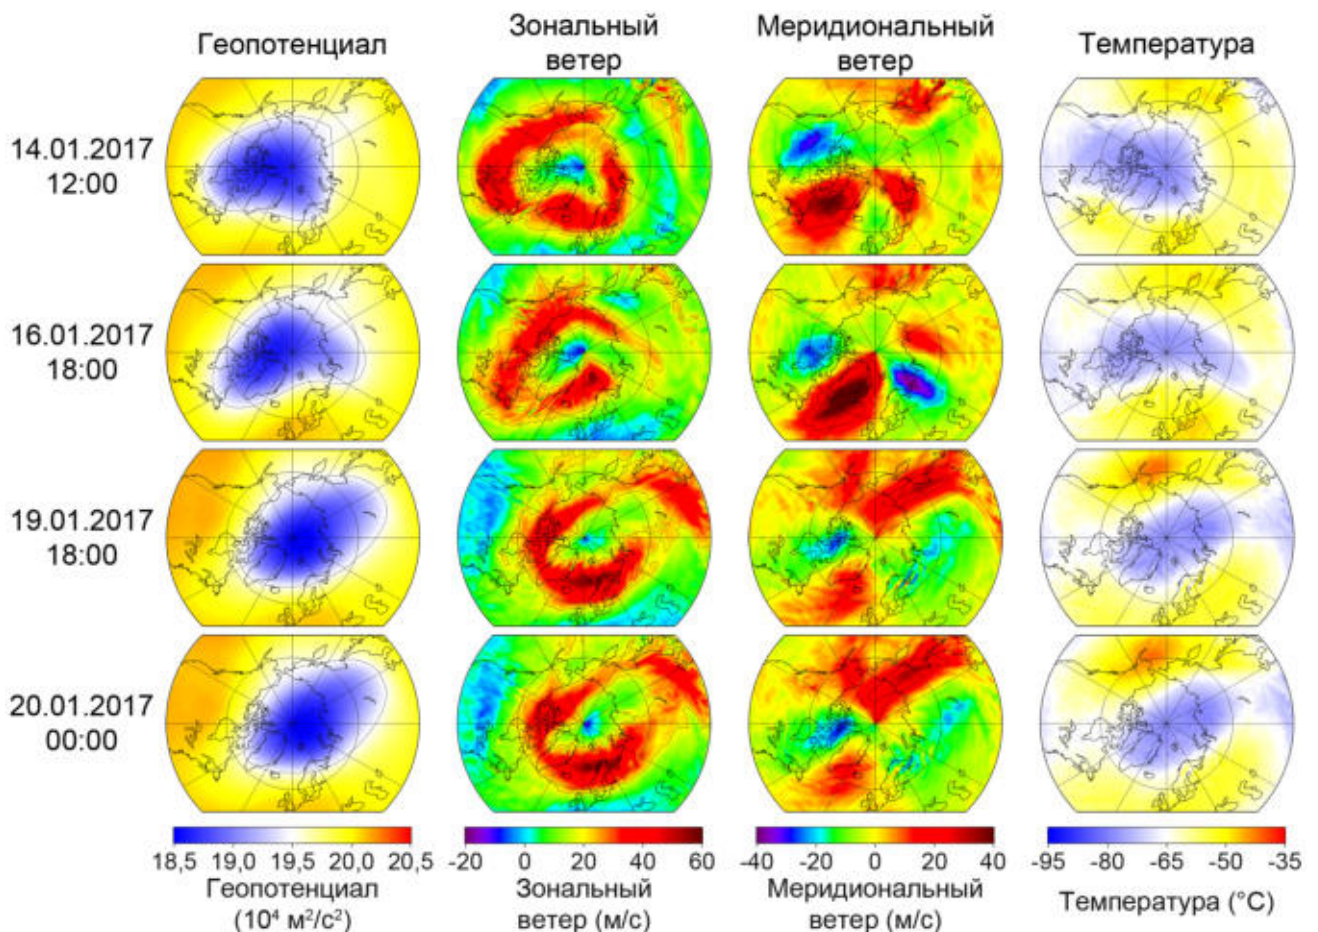 Геопотенциал
Зональный
ветер
Меридиональный
ветер
Температура
14.01.2017
12:00
16.01.2017
18:00
19.01.2017
18:00
20.01.2017
00:00
18,5 19,0 19,5 20,0 20,5
Геопотенциал
(10⁴ м²/с²)
-20 0 20 40 60
Зональный
ветер (м/с)
-40 -20 0 20 40
Меридиональный
ветер (м/с)
-95 -80 -65 -50 -35
Температура (°C)